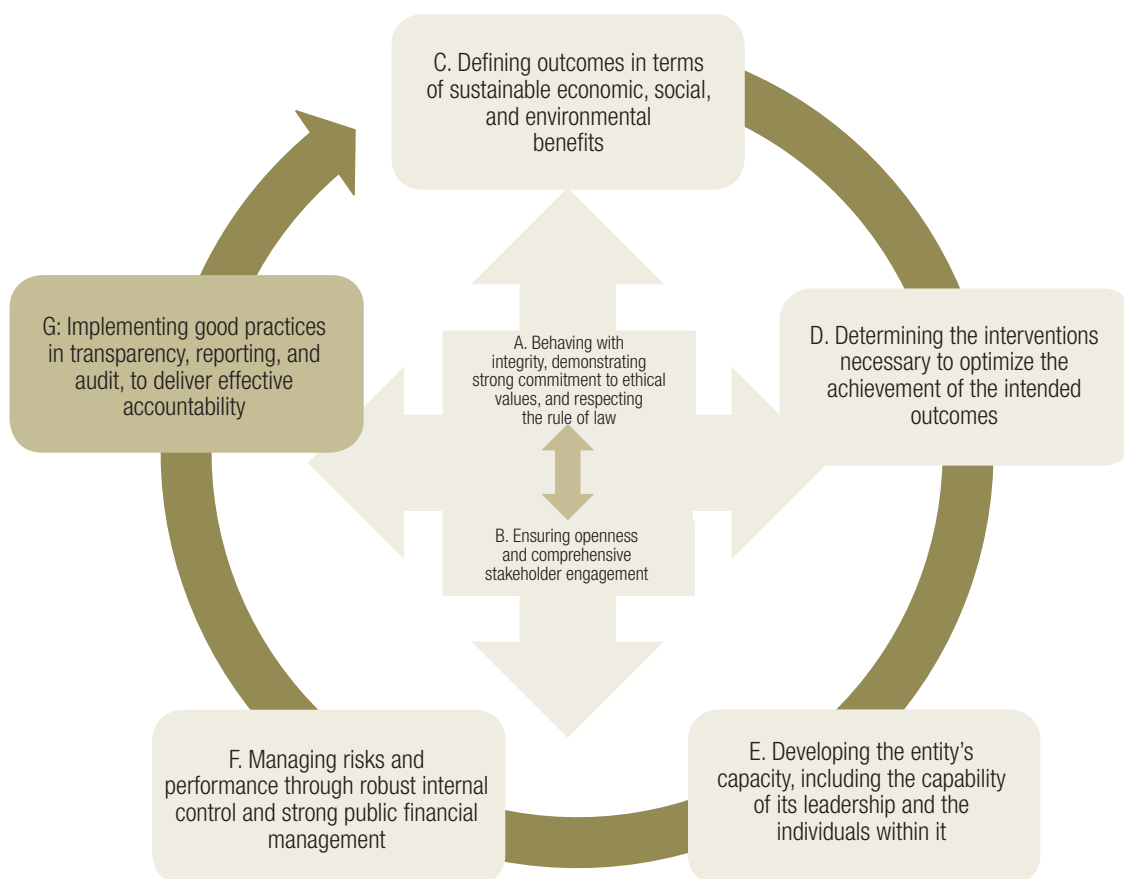 C. Defining outcomes in terms
of sustainable economic, social,
and environmental
benefits
G: Implementing good practices
in transparency, reporting, and
audit, to deliver effective
accountability
A. Behaving with
integrity, demonstrating
strong commitment to ethical
values, and respecting
the rule of law
D. Determining the interventions
necessary to optimize the
achievement of the intended
outcomes
B. Ensuring openness
and comprehensive
stakeholder engagement
F. Managing risks and
performance through robust internal
control and strong public financial
management
E. Developing the entity’s
capacity, including the capability
of its leadership and the
individuals within it